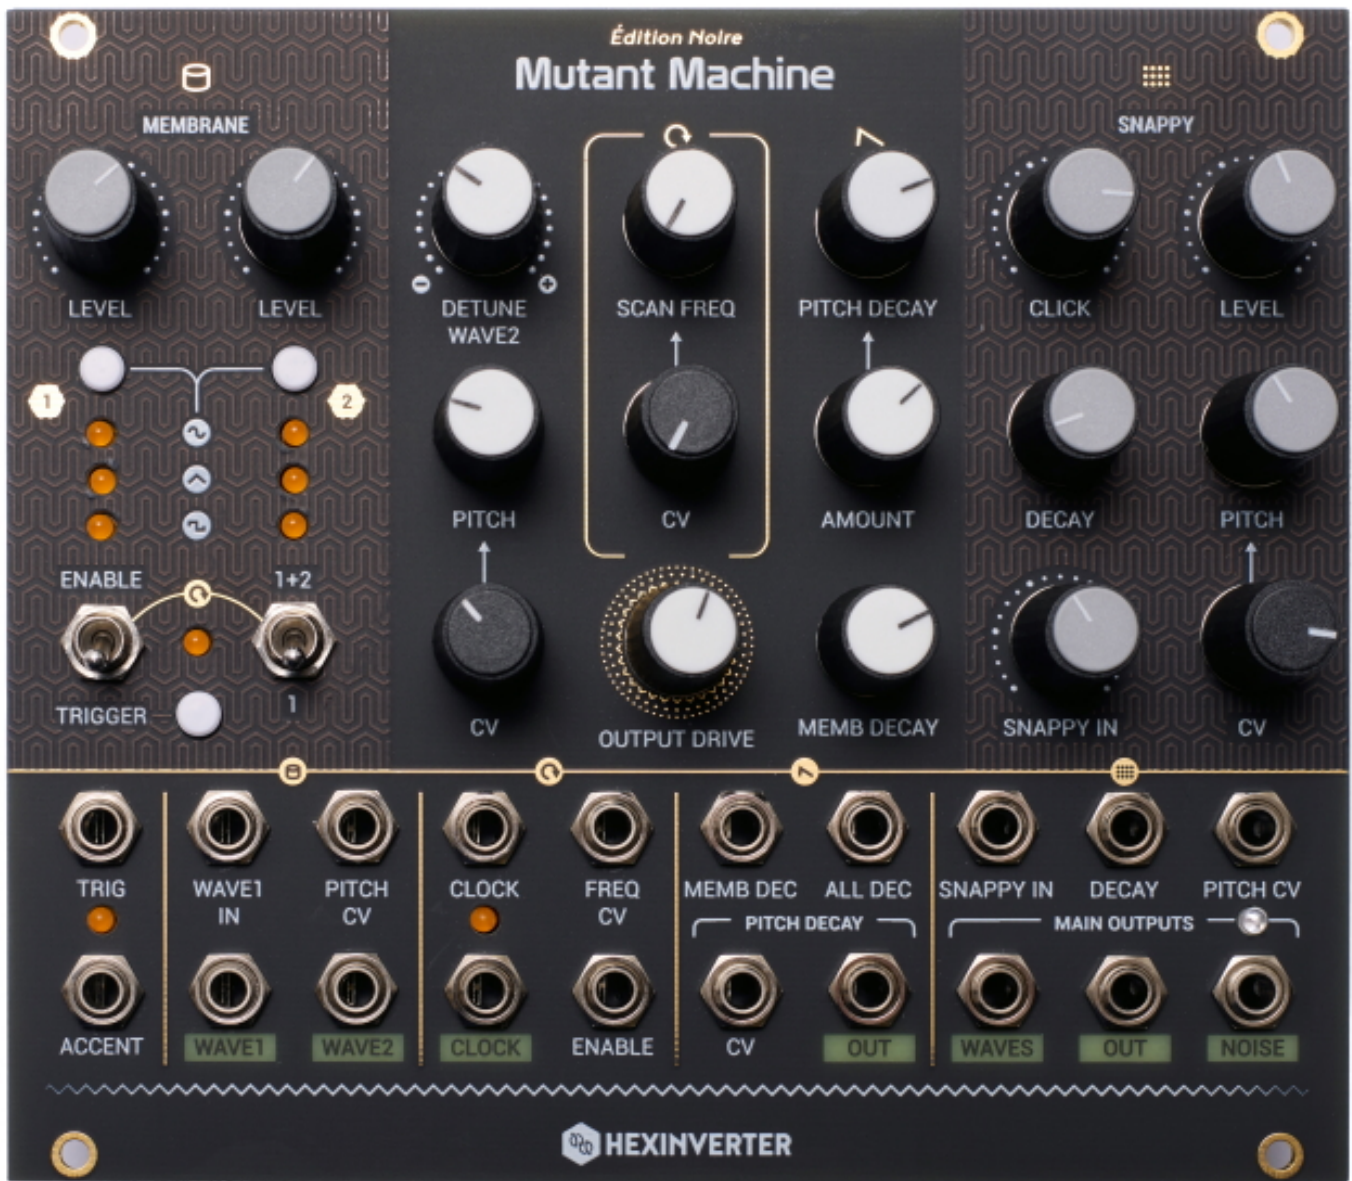 Édition Noire
Mutant Machine
MEMBRANE
SNAPPY
LEVEL
LEVEL
DETUNE
WAVE2
SCAN FREQ
PITCH DECAY
CLICK
LEVEL
1
2
PITCH
CV
AMOUNT
DECAY
PITCH
ENABLE
1+2
TRIGGER
1
CV
OUTPUT DRIVE
MEMB DECAY
SNAPPY IN
CV
TRIG
WAVE1
IN
PITCH
CV
CLOCK
FREQ
CV
MEMB DEC
ALL DEC
SNAPPY IN
DECAY
PITCH CV
PITCH DECAY
MAIN OUTPUTS
ACCENT
WAVE1
WAVE2
CLOCK
ENABLE
CV
OUT
WAVES
OUT
NOISE
HEXINVERTER